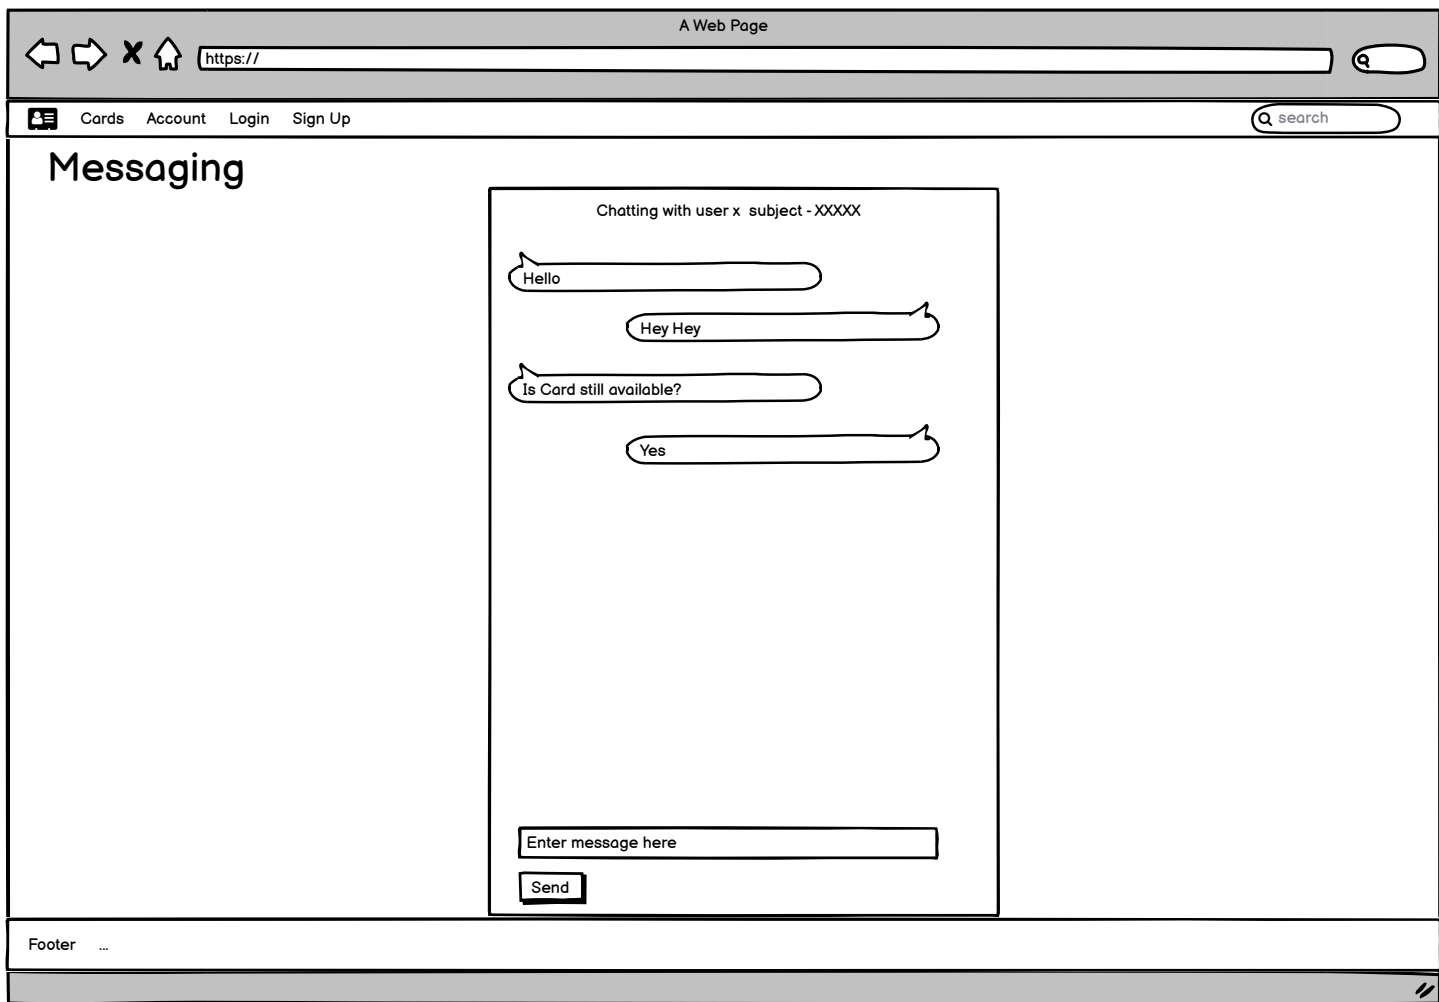 A Web Page
https://
Cards Account Login Sign Up
search
Messaging
Chatting with user x subject - XXXXX
Hello
Hey Hey
Is Card still available?
Yes
Enter message here
Send
Footer ...